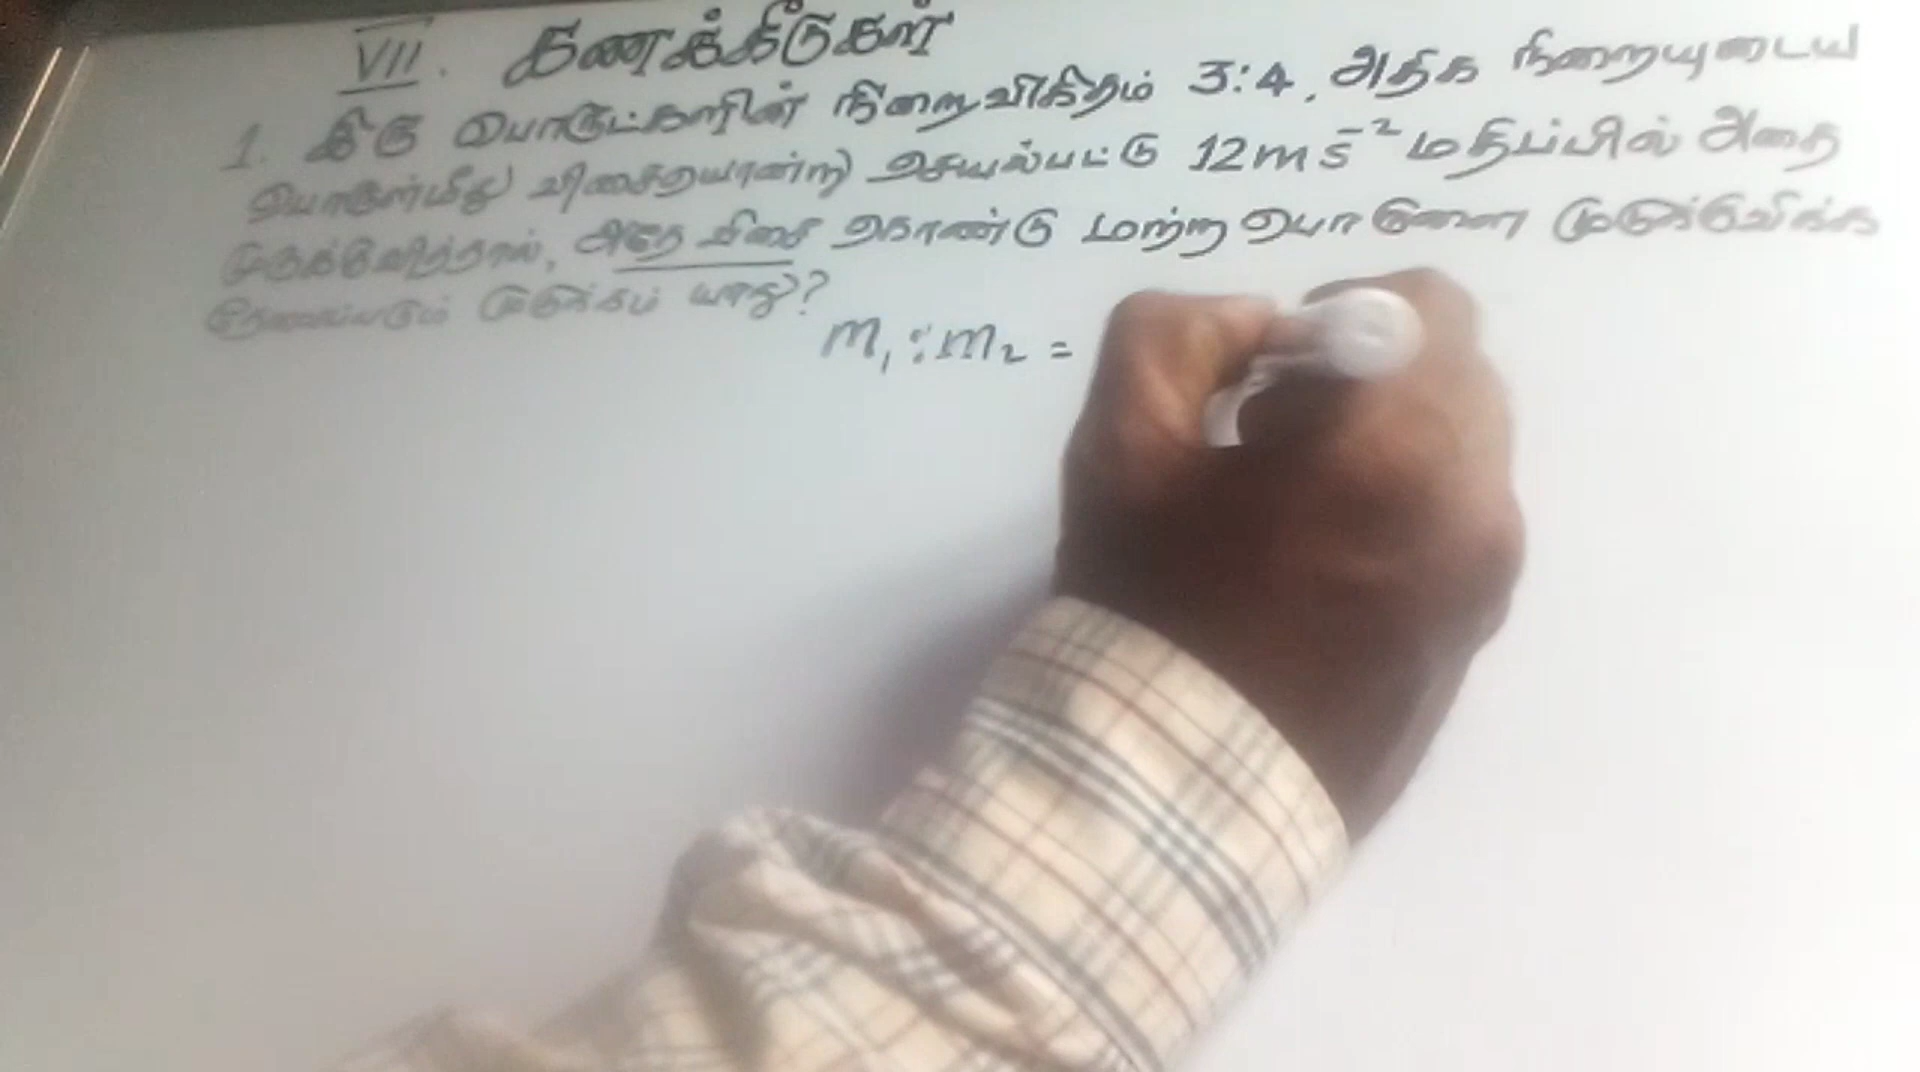 VII. கணக்கீடுகள்
1. இரு பொருட்களின் நிறை விகிதம் 3:4. அதிக நிறையுடைய
பொருள்மீது விசையொன்று செயல்பட்டு 12ms⁻² மதிப்பில் அதை
முடுக்குவித்தால், அதே விசை கொண்டு மற்ற பொருளை முடுக்குவிக்க
தேவைப்படும் முடுக்கம் யாது?
m₁ : m₂ =